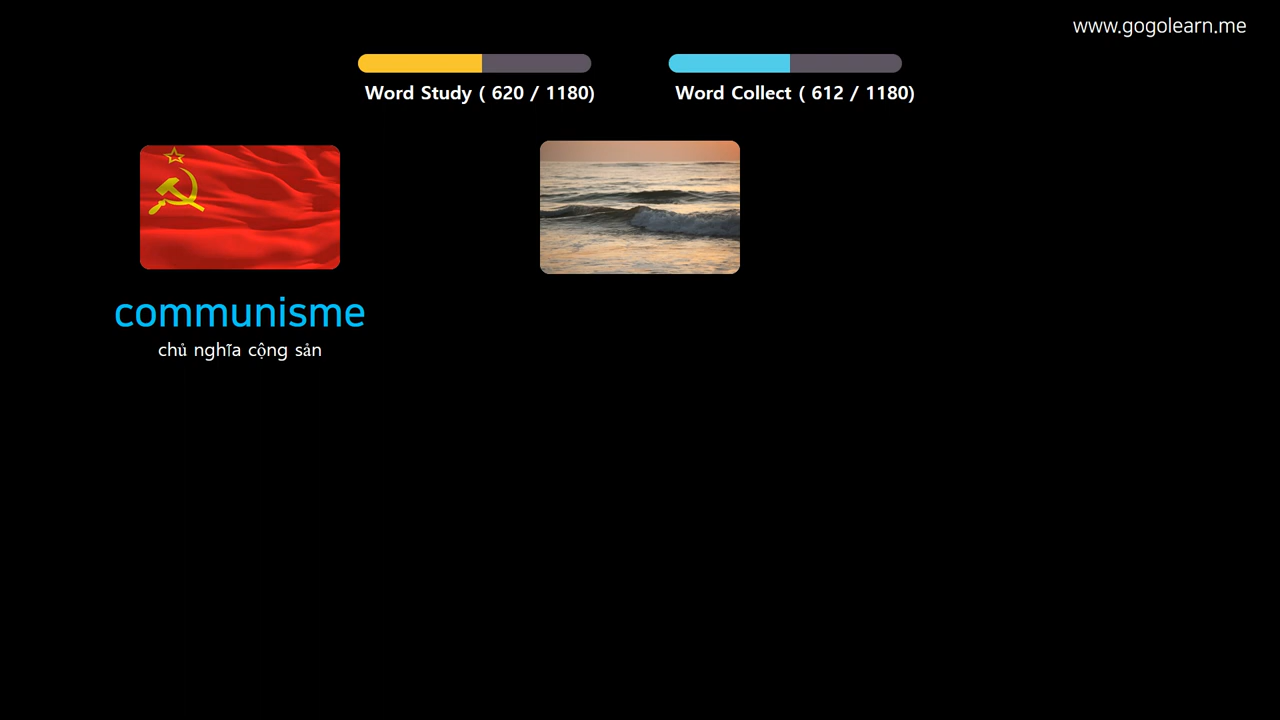 www.gogolearn.me
Word Study ( 620 / 1180)
Word Collect ( 612 / 1180)
communisme
chủ nghĩa cộng sản